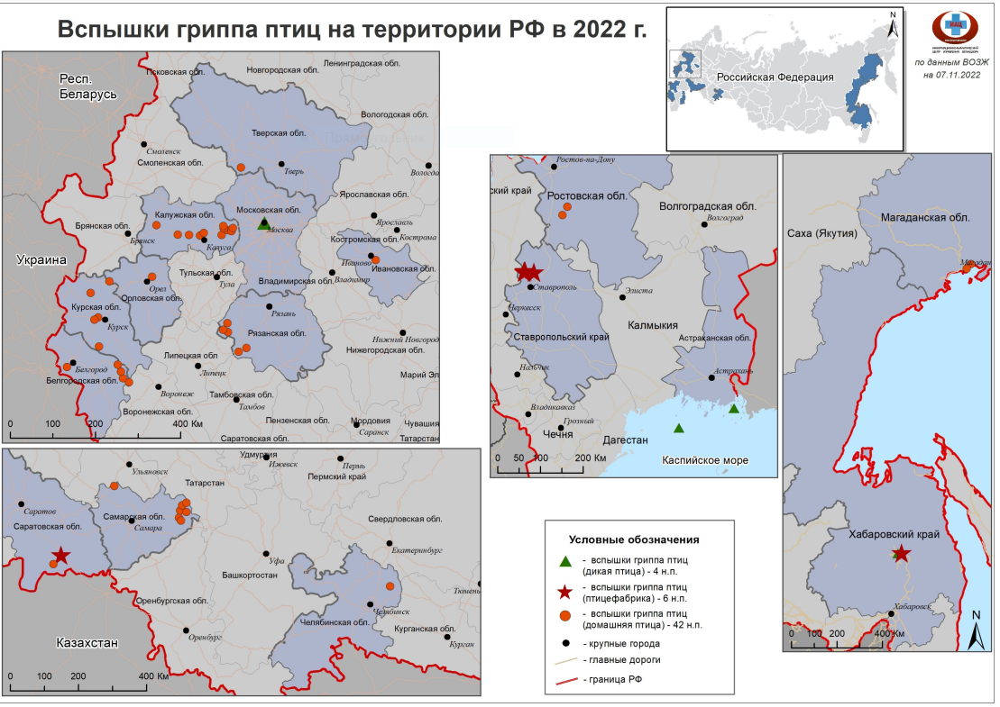 Вспышки гриппа птиц на территории РФ в 2022 г.
N
Российская Федерация
по данным ВОЗЖ
на 07.11.2022
Респ.
Беларусь
Псковская обл.
Новгородская обл.
Ленинградская обл.
Вологодская обл.
Тверская обл.
Смоленск
Смоленская обл.
Тверь
Вологда
Ярославская обл.
Калужская обл.
Московская обл.
Брянская обл.
Брянск
Калуга
Москва
Ярославль
Кострома
Костромская обл.
Украина
Иваново
Ивановская обл.
Тульская обл.
Тула
Владимирская обл.
Владимир
Орел
Орловская обл.
Курская обл.
Курск
Рязань
Рязанская обл.
Нижний Новгород
Нижегородская обл.
Липецкая обл
Липецк
Марий Эл
Белгород
Белгородская обл.
Воронеж
Тамбовская обл.
Тамбов
Воронежская обл.
Пензенская обл.
Мордовия
Саранск
Чувашия
Саратовская обл.
Татарстан
0 100 200 400 Км
Ростов-на-Дону
ский край
Ростовская обл.
Волгоградская обл.
Волгоград
Ставрополь
Элиста
Черкесск
Калмыкия
Ставропольский край
Астраханская обл.
Нальчик
Астрахань
Владикавказ
Грозный
Чечня
Дагестан
0 50 100 200 Км
Каспийское море
Саха (Якутия)
Магаданская обл.
Магадан
Хабаровский край
Хабаровск
0 100 200 400 Км
N
Удмуртия
Ижевск
Ульяновск
Пермь
Пермский край
Татарстан
Саратов
Саратовская обл.
Самарская обл.
Самара
Свердловская обл.
Екатеринбург
Уфа
Башкортостан
Тюмень
Оренбургская обл.
Челябинск
Челябинская обл.
Курганская обл.
Курган
Оренбург
Казахстан
0 100 200 400 Км
Условные обозначения
- вспышки гриппа птиц
(дикая птица) - 4 н.п.
- вспышки гриппа птиц
(птицефабрика) - 6 н.п.
- вспышки гриппа птиц
(домашняя птица) - 42 н.п.
- крупные города
- главные дороги
- граница РФ